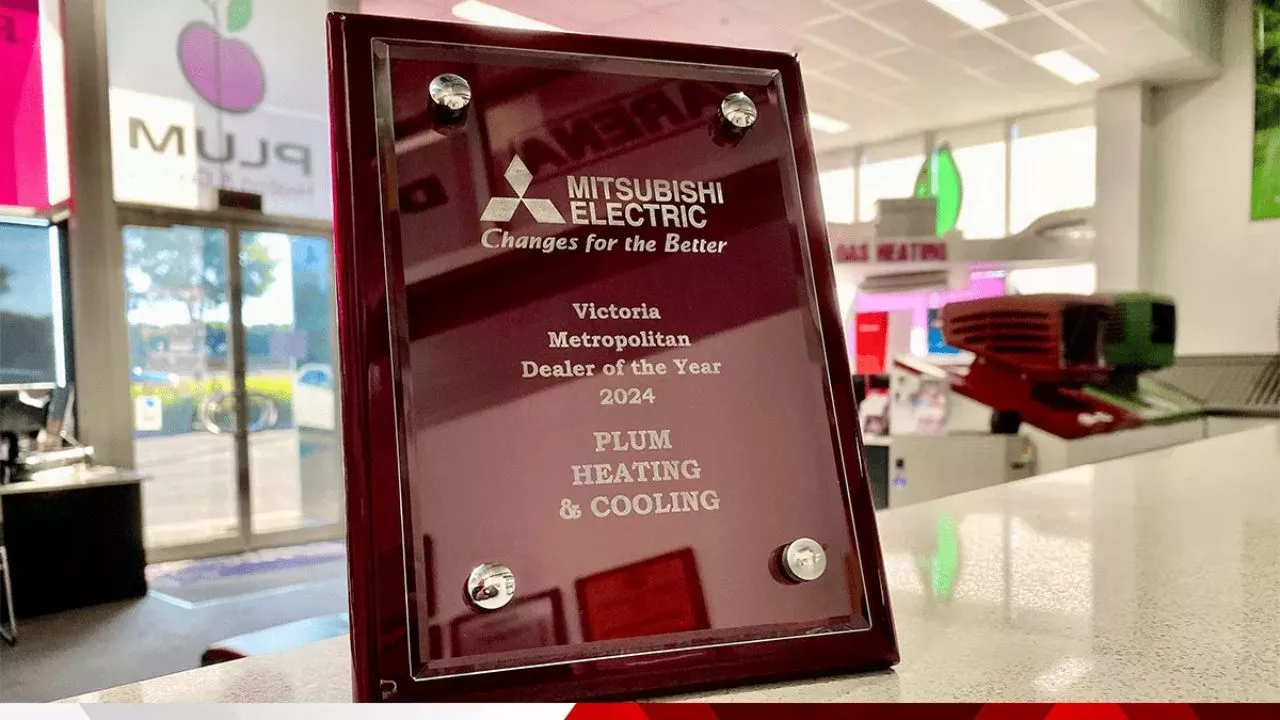 PLUM
ARENA
MITSUBISHI
ELECTRIC
Changes for the Better
GAS HEATING
Victoria
Metropolitan
Dealer of the Year
2024
PLUM
HEATING
& COOLING